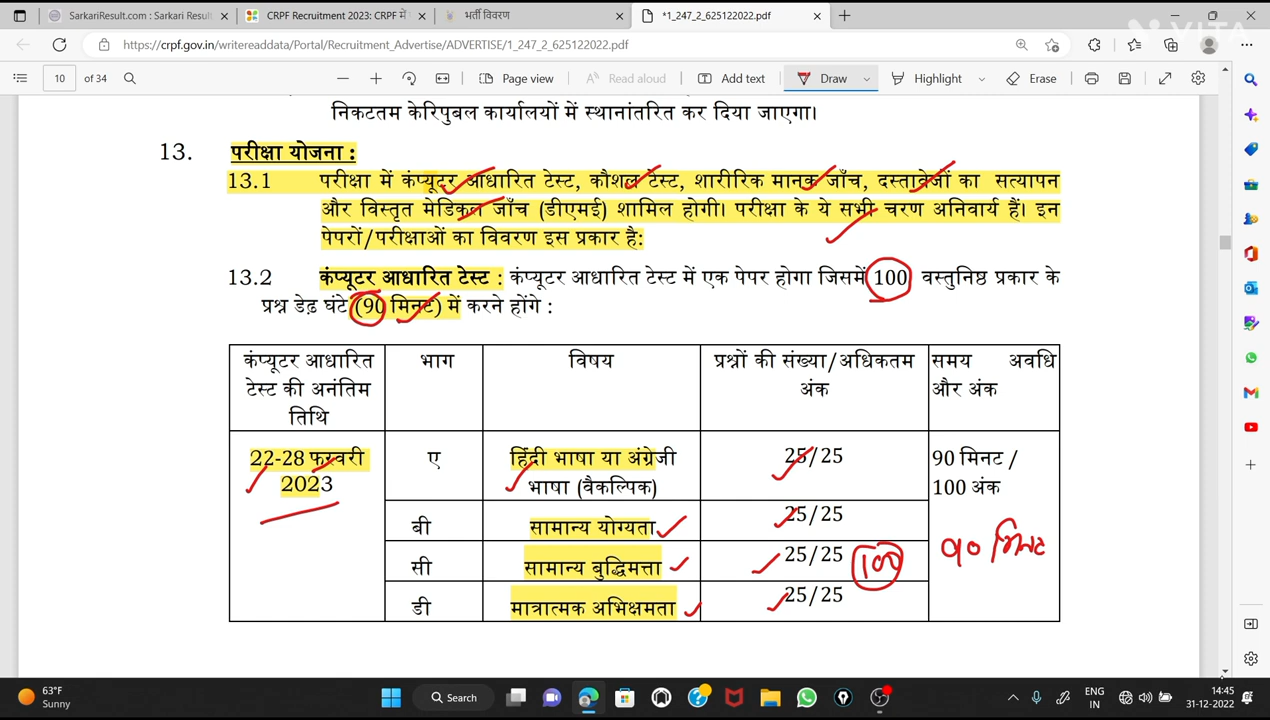 SarkariResult.com : Sarkari Resul
CRPF Recruitment 2023: CRPF में
भर्ती विवरण
*1_247_2_625122022.pdf
VITA
https://crpf.gov.in/writereaddata/Portal/Recruitment_Advertise/ADVERTISE/1_247_2_625122022.pdf
10 of 34
Page view
Read aloud
Add text
Draw
Highlight
Erase
निकटतम केरिपुबल कार्यालयों में स्थानांतरित कर दिया जाएगा।
13. परीक्षा योजना :
13.1 परीक्षा में कंप्यूटर आधारित टेस्ट, कौशल टेस्ट, शारीरिक मानक जाँच, दस्तावेजों का सत्यापन
और विस्तृत मेडिकल जाँच (डीएमई) शामिल होगी। परीक्षा के ये सभी चरण अनिवार्य हैं। इन
पेपरों/परीक्षाओं का विवरण इस प्रकार है:
13.2 कंप्यूटर आधारित टेस्ट : कंप्यूटर आधारित टेस्ट में एक पेपर होगा जिसमें 100 वस्तुनिष्ठ प्रकार के
प्रश्न डेढ़ घंटे (90 मिनट) में करने होंगे :
कंप्यूटर आधारित भाग विषय प्रश्नों की संख्या/अधिकतम समय अवधि
टेस्ट की अनंतिम अंक और अंक
तिथि
22-28 फरवरी ए हिंदी भाषा या अंग्रेजी 25/25 90 मिनट /
2023 भाषा (वैकल्पिक) 100 अंक
बी सामान्य योग्यता 25/25
सी सामान्य बुद्धिमत्ता 25/25 100 90 मिनट
डी मात्रात्मक अभिक्षमता 25/25
63°F
Sunny
Search
ENG
IN
14:45
31-12-2022